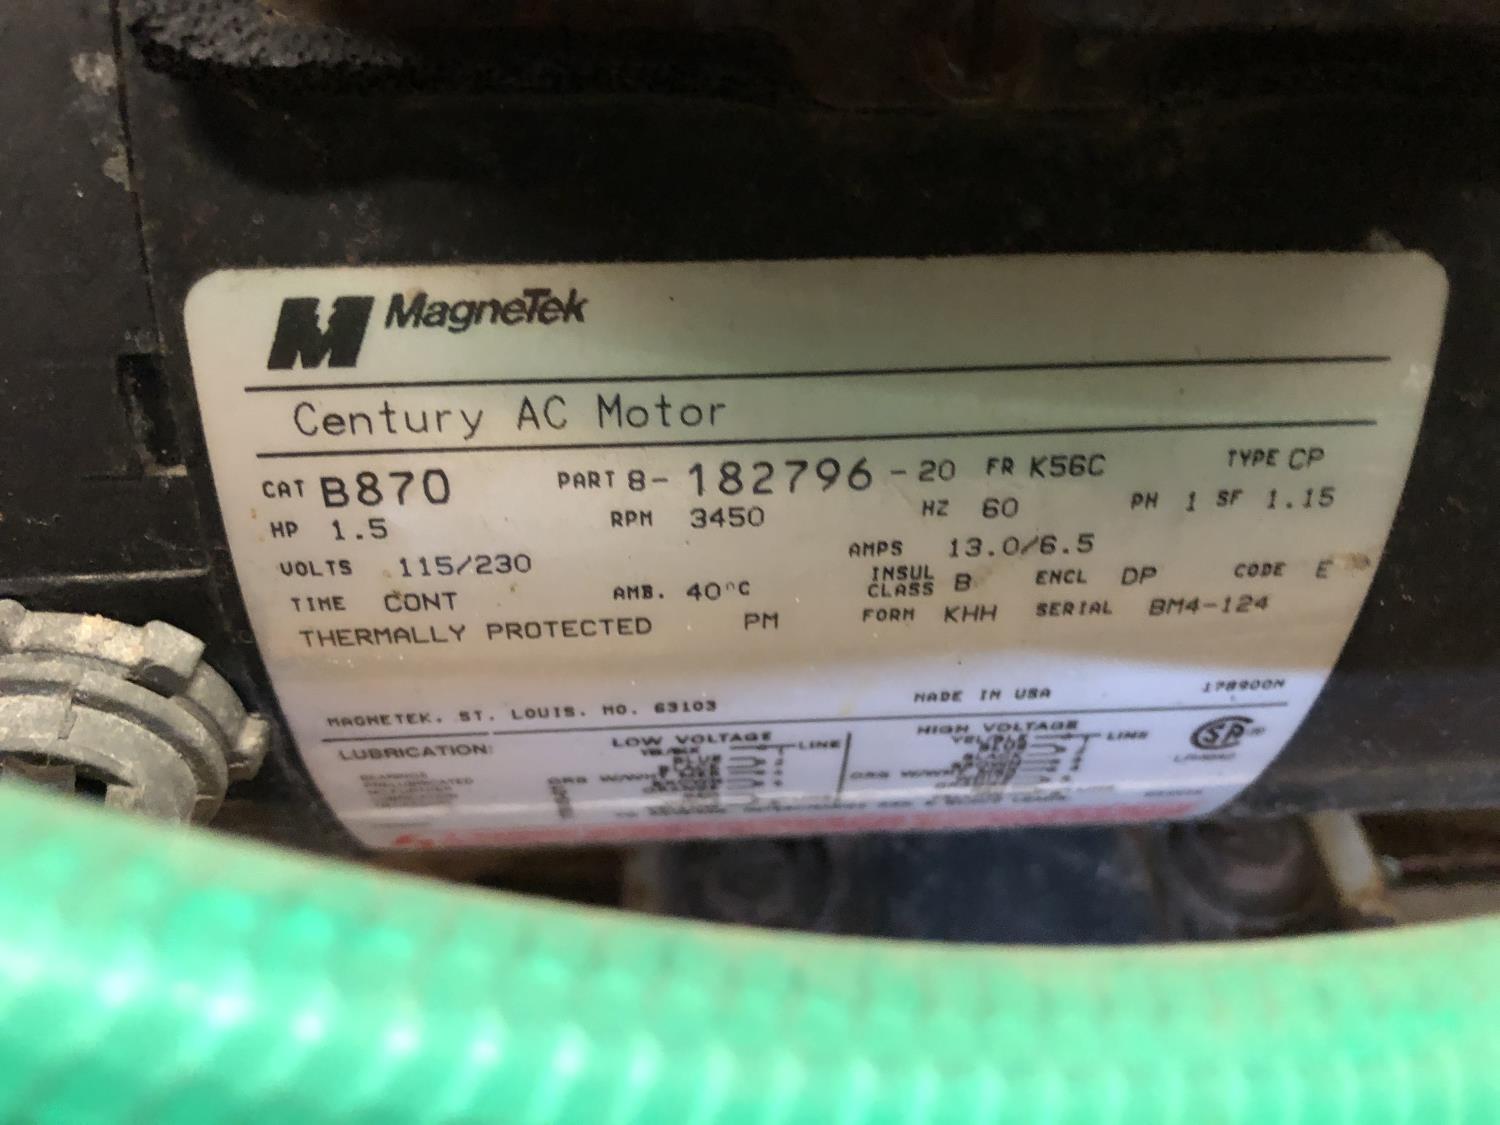 M MagneTek
Century AC Motor
CAT B870 PART 8-182796-20 FR K56C TYPE CP
HP 1.5 RPM 3450 HZ 60 PH 1 SF 1.15
VOLTS 115/230 AMPS 13.0/6.5
TIME CONT AMB. 40°C INSUL CLASS B ENCL DP CODE E
THERMALLY PROTECTED PM FORM KHH SERIAL BM4-124
MAGNETEK. ST. LOUIS. MO. 63103 MADE IN USA 178900M
LUBRICATION: LOW VOLTAGE LINE HIGH VOLTAGE LINE